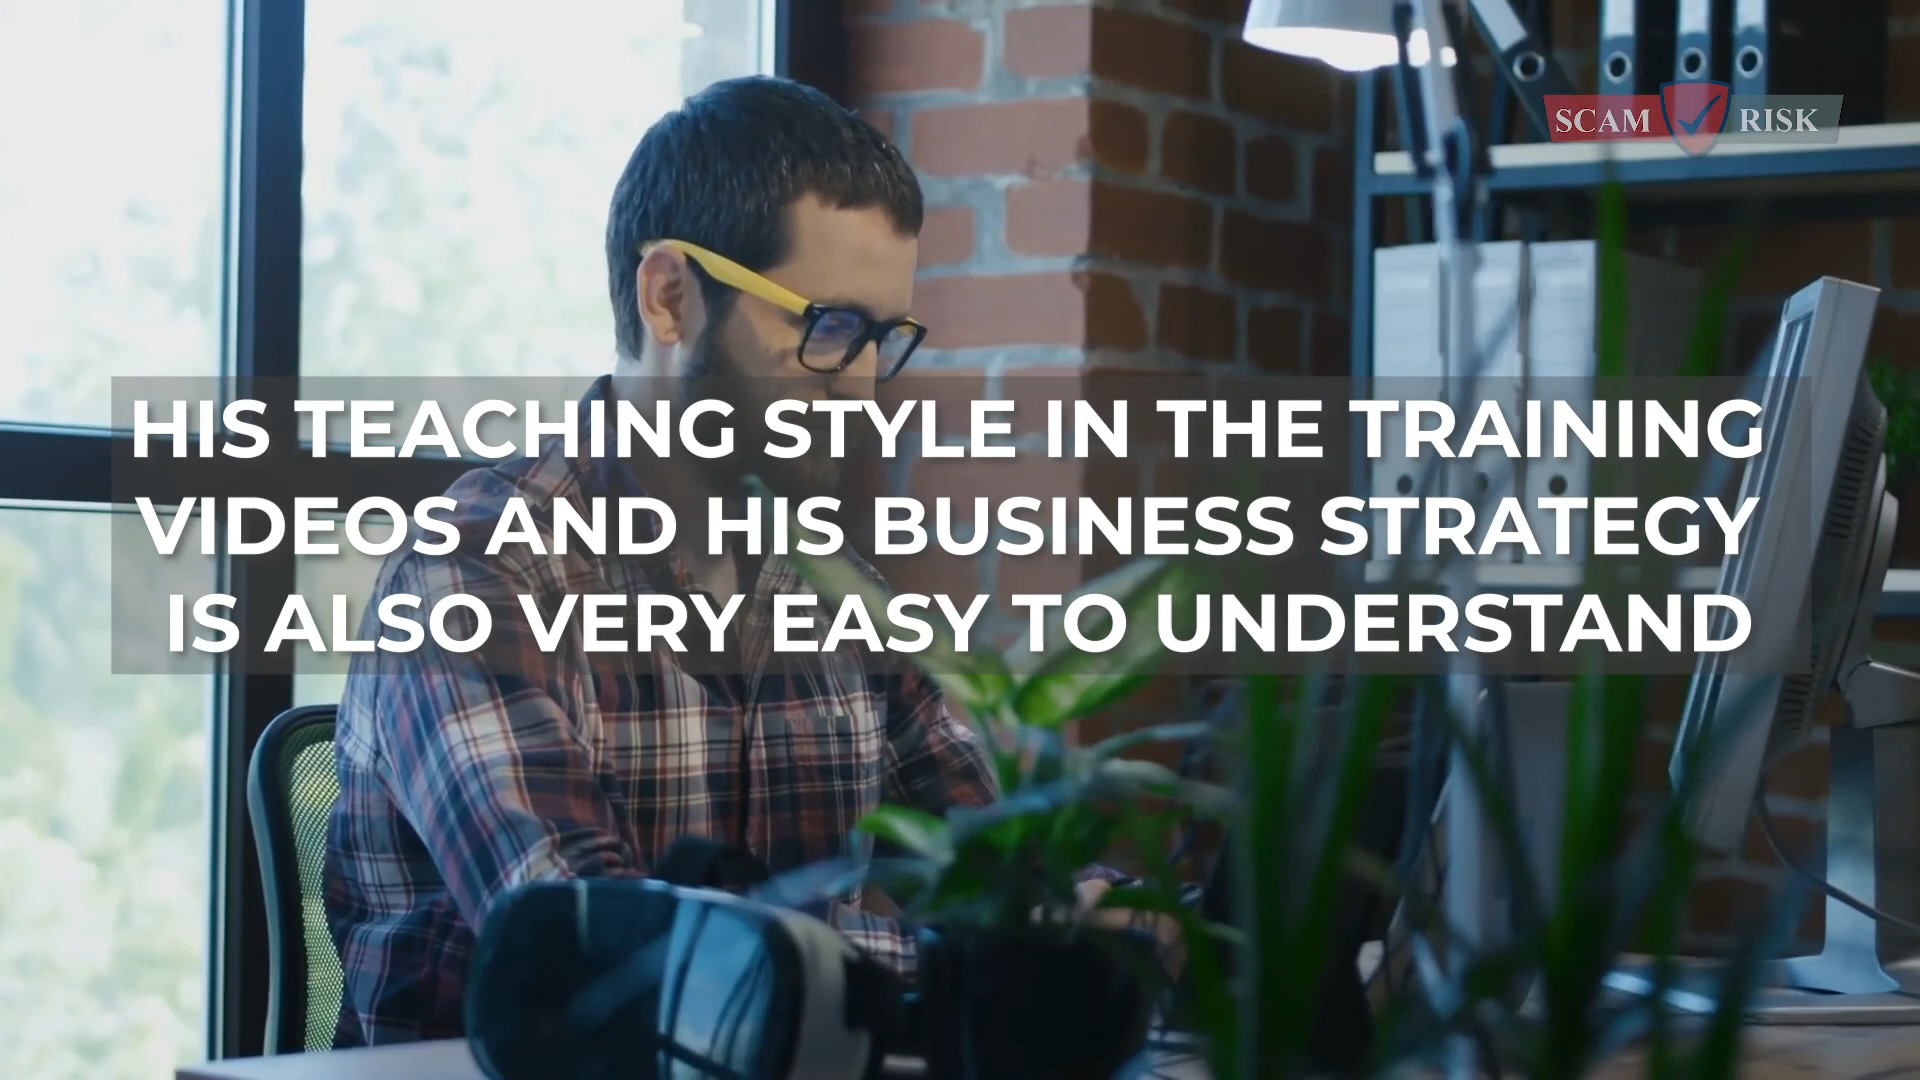 SCAM RISK
HIS TEACHING STYLE IN THE TRAINING
VIDEOS AND HIS BUSINESS STRATEGY
IS ALSO VERY EASY TO UNDERSTAND